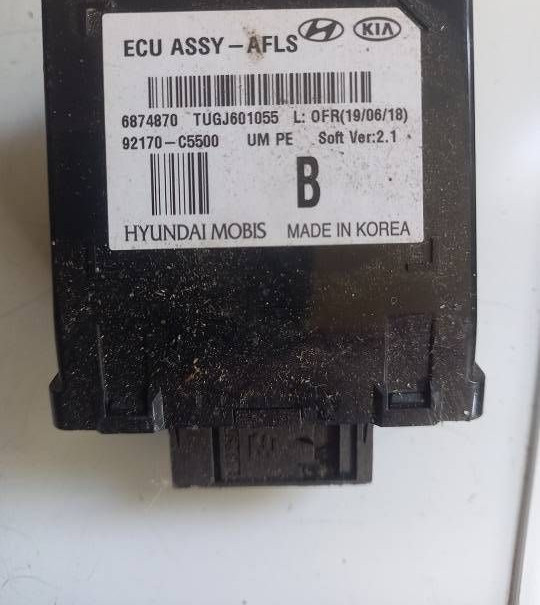 ECU ASSY-AFLS KIA
6874870 TUGJ601055 L: OFR(19/06/18)
92170-C5500 UM PE Soft Ver:2.1
B
HYUNDAI MOBIS MADE IN KOREA